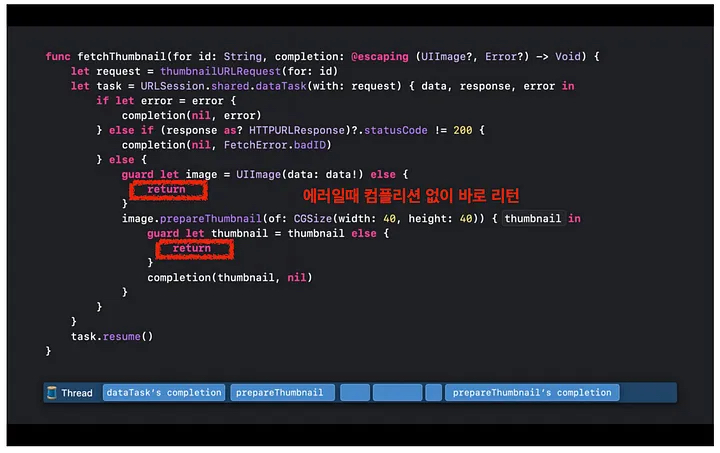 func fetchThumbnail(for id: String, completion: @escaping (UIImage?, Error?) -> Void) {
    let request = thumbnailURLRequest(for: id)
    let task = URLSession.shared.dataTask(with: request) { data, response, error in
        if let error = error {
            completion(nil, error)
        } else if (response as? HTTPURLResponse)?.statusCode != 200 {
            completion(nil, FetchError.badID)
        } else {
            guard let image = UIImage(data: data!) else {
                return
에러일때 컴플리션 없이 바로 리턴
            }
            image.prepareThumbnail(of: CGSize(width: 40, height: 40)) { thumbnail in
                guard let thumbnail = thumbnail else {
                    return
                }
                completion(thumbnail, nil)
            }
        }
    }
    task.resume()
}
Thread dataTask's completion prepareThumbnail prepareThumbnail's completion